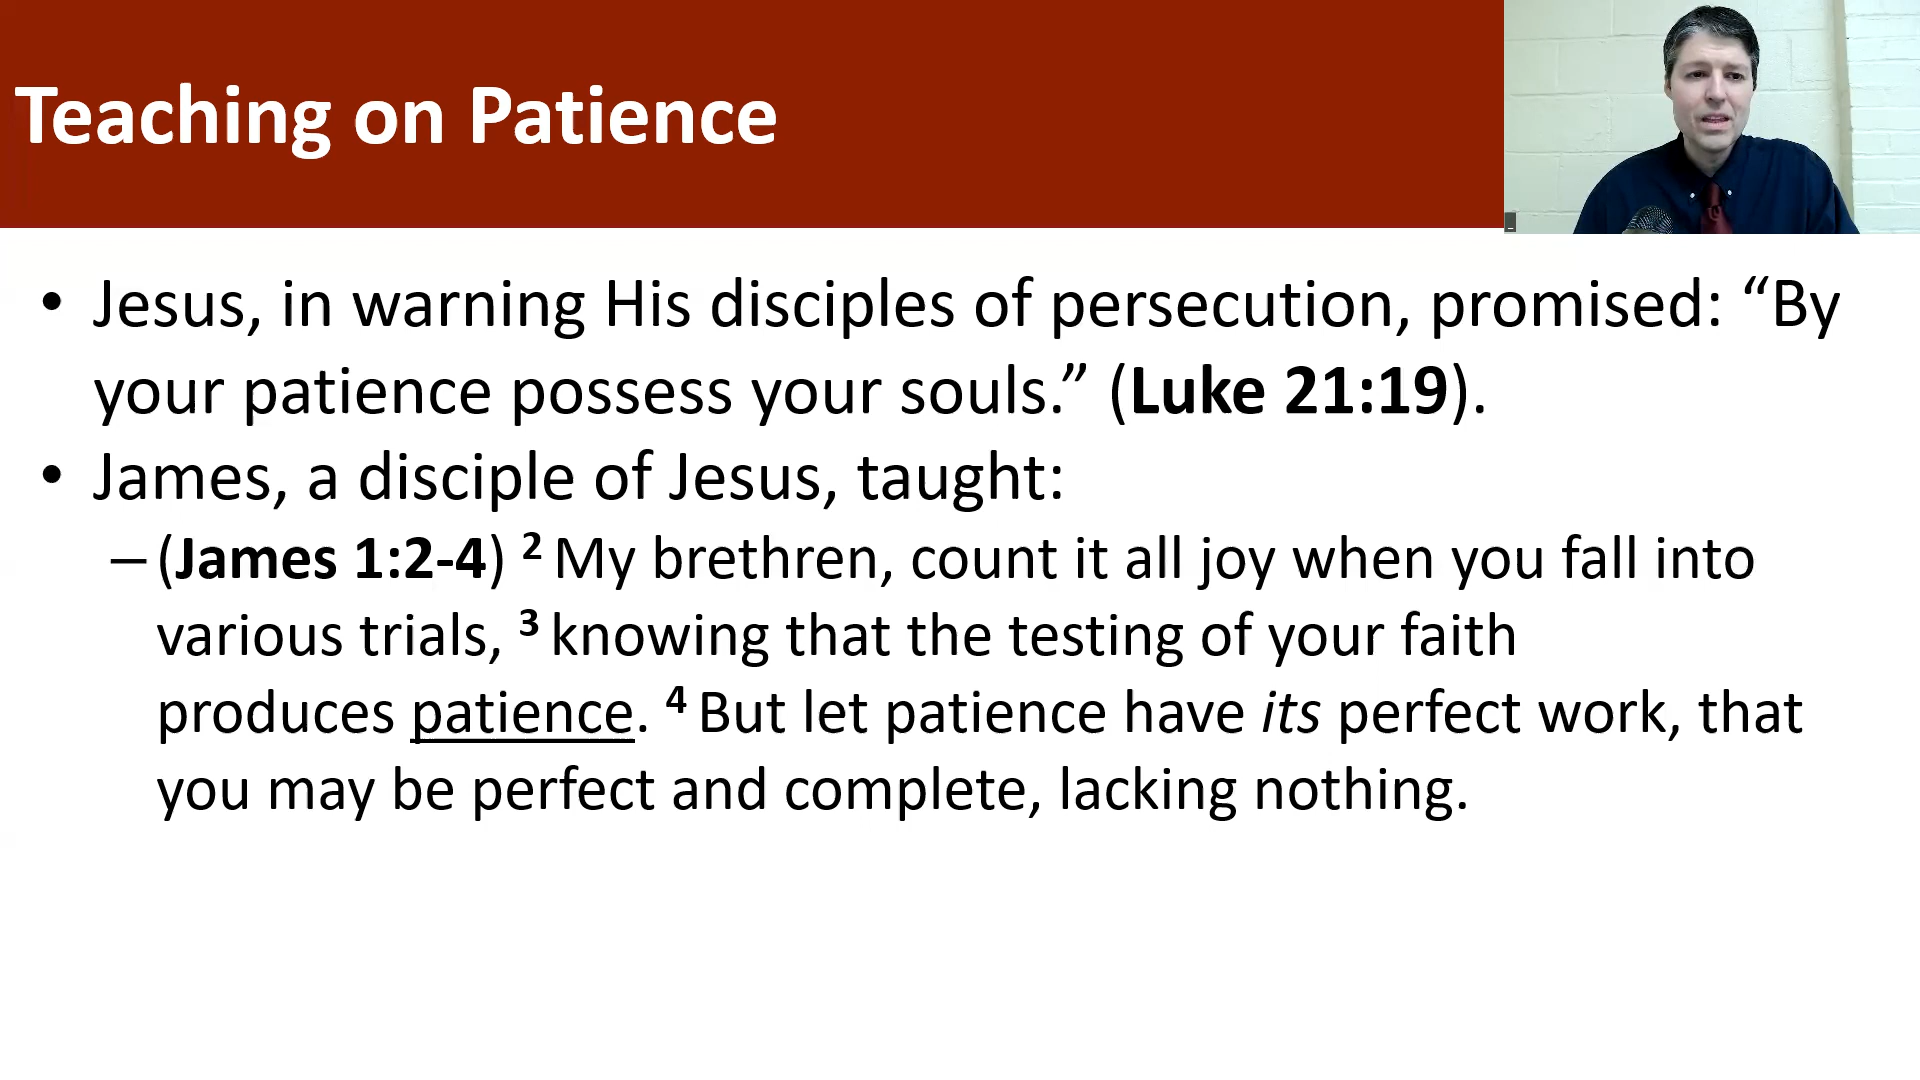 Teaching on Patience
• Jesus, in warning His disciples of persecution, promised: “By
your patience possess your souls.” (Luke 21:19).
• James, a disciple of Jesus, taught:
– (James 1:2-4) ² My brethren, count it all joy when you fall into
various trials, ³ knowing that the testing of your faith
produces patience. ⁴ But let patience have its perfect work, that
you may be perfect and complete, lacking nothing.